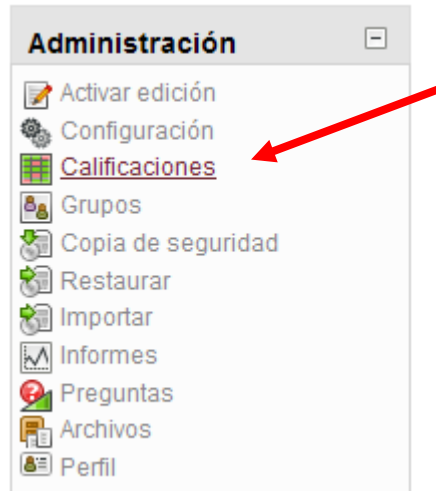 Administración
Activar edición
Configuración
Calificaciones
Grupos
Copia de seguridad
Restaurar
Importar
Informes
Preguntas
Archivos
Perfil